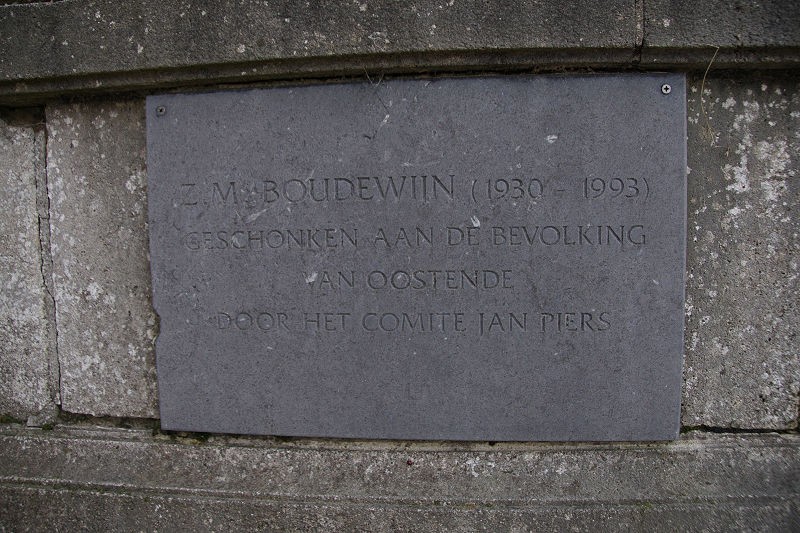 Z.M. BOUDEWIJN (1930 - 1993)
GESCHONKEN AAN DE BEVOLKING
VAN OOSTENDE
DOOR HET COMITE JAN PIERS